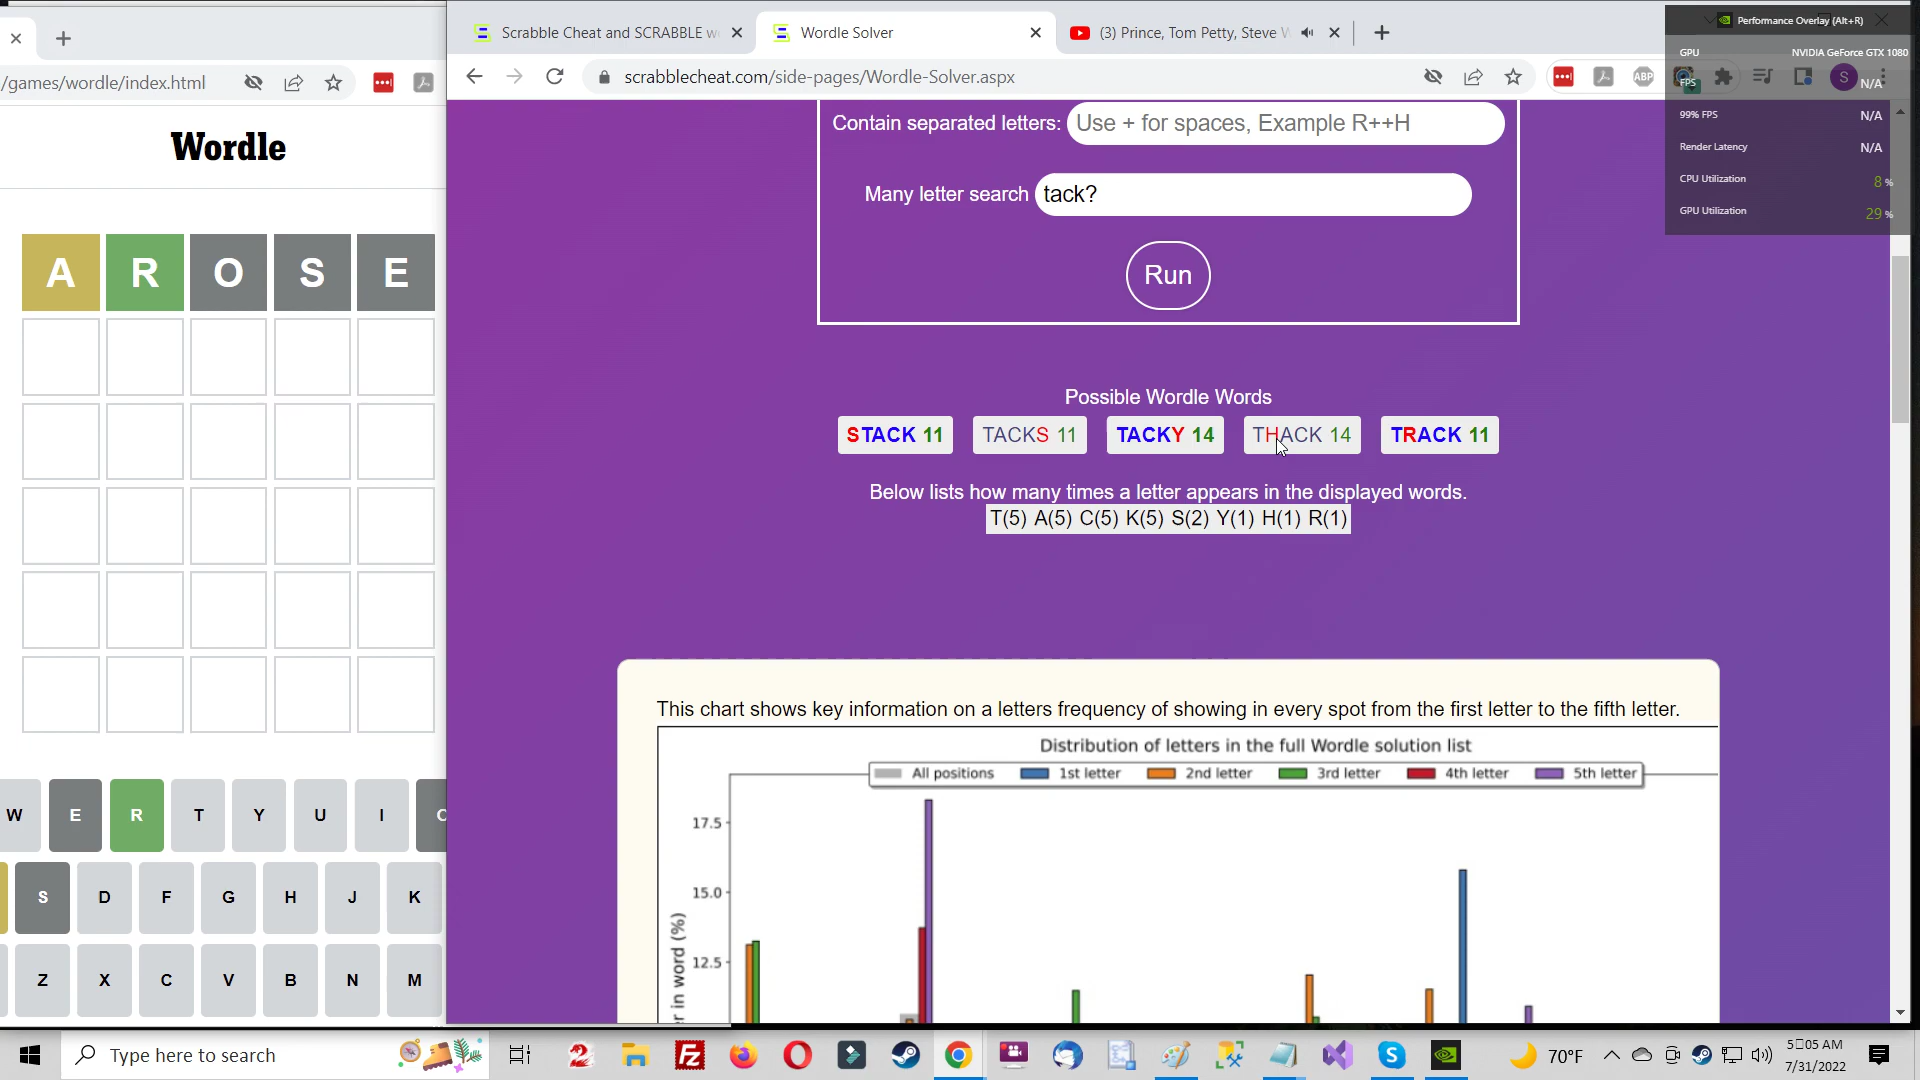 /games/wordle/index.html
Wordle
A R O S E
W E R T Y U I
S D F G H J K
Z X C V B N M
Scrabble Cheat and SCRABBLE w
Wordle Solver
(3) Prince, Tom Petty, Steve W
scrabblecheat.com/side-pages/Wordle-Solver.aspx
ABP
S
Performance Overlay (Alt+R)
GPU NVIDIA GeForce GTX 1080
FPS N/A
99% FPS N/A
Render Latency N/A
CPU Utilization 8 %
GPU Utilization 29 %
Contain separated letters: Use + for spaces, Example R++H
Many letter search tack?
Run
Possible Wordle Words
STACK 11 TACKS 11 TACKY 14 THACK 14 TRACK 11
Below lists how many times a letter appears in the displayed words.
T(5) A(5) C(5) K(5) S(2) Y(1) H(1) R(1)
This chart shows key information on a letters frequency of showing in every spot from the first letter to the fifth letter.
Distribution of letters in the full Wordle solution list
All positions 1st letter 2nd letter 3rd letter 4th letter 5th letter
17.5
15.0
12.5
r in word (%)
Type here to search
70°F
5:05 AM
7/31/2022